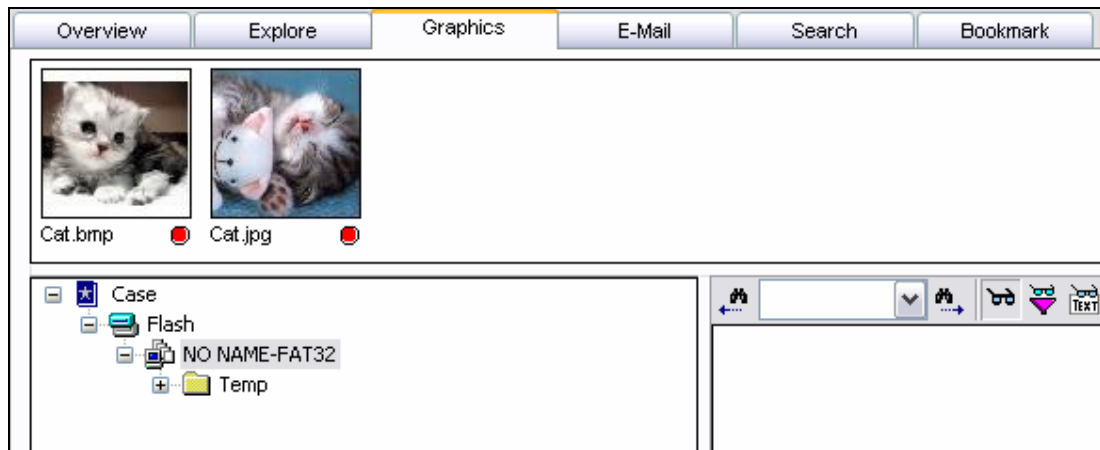 Overview Explore Graphics E-Mail Search Bookmark
Cat.bmp Cat.jpg
Case
Flash
NO NAME-FAT32
Temp
TEXT